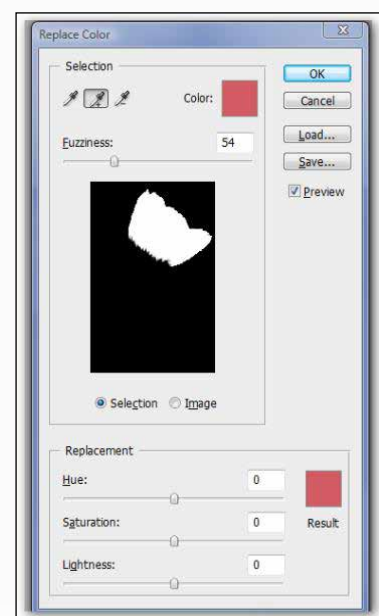 Replace Color
Selection
OK
Color:
Cancel
Fuzziness:
54
Load...
Save...
Preview
Selection
Image
Replacement
Hue:
0
Saturation:
0
Result
Lightness:
0